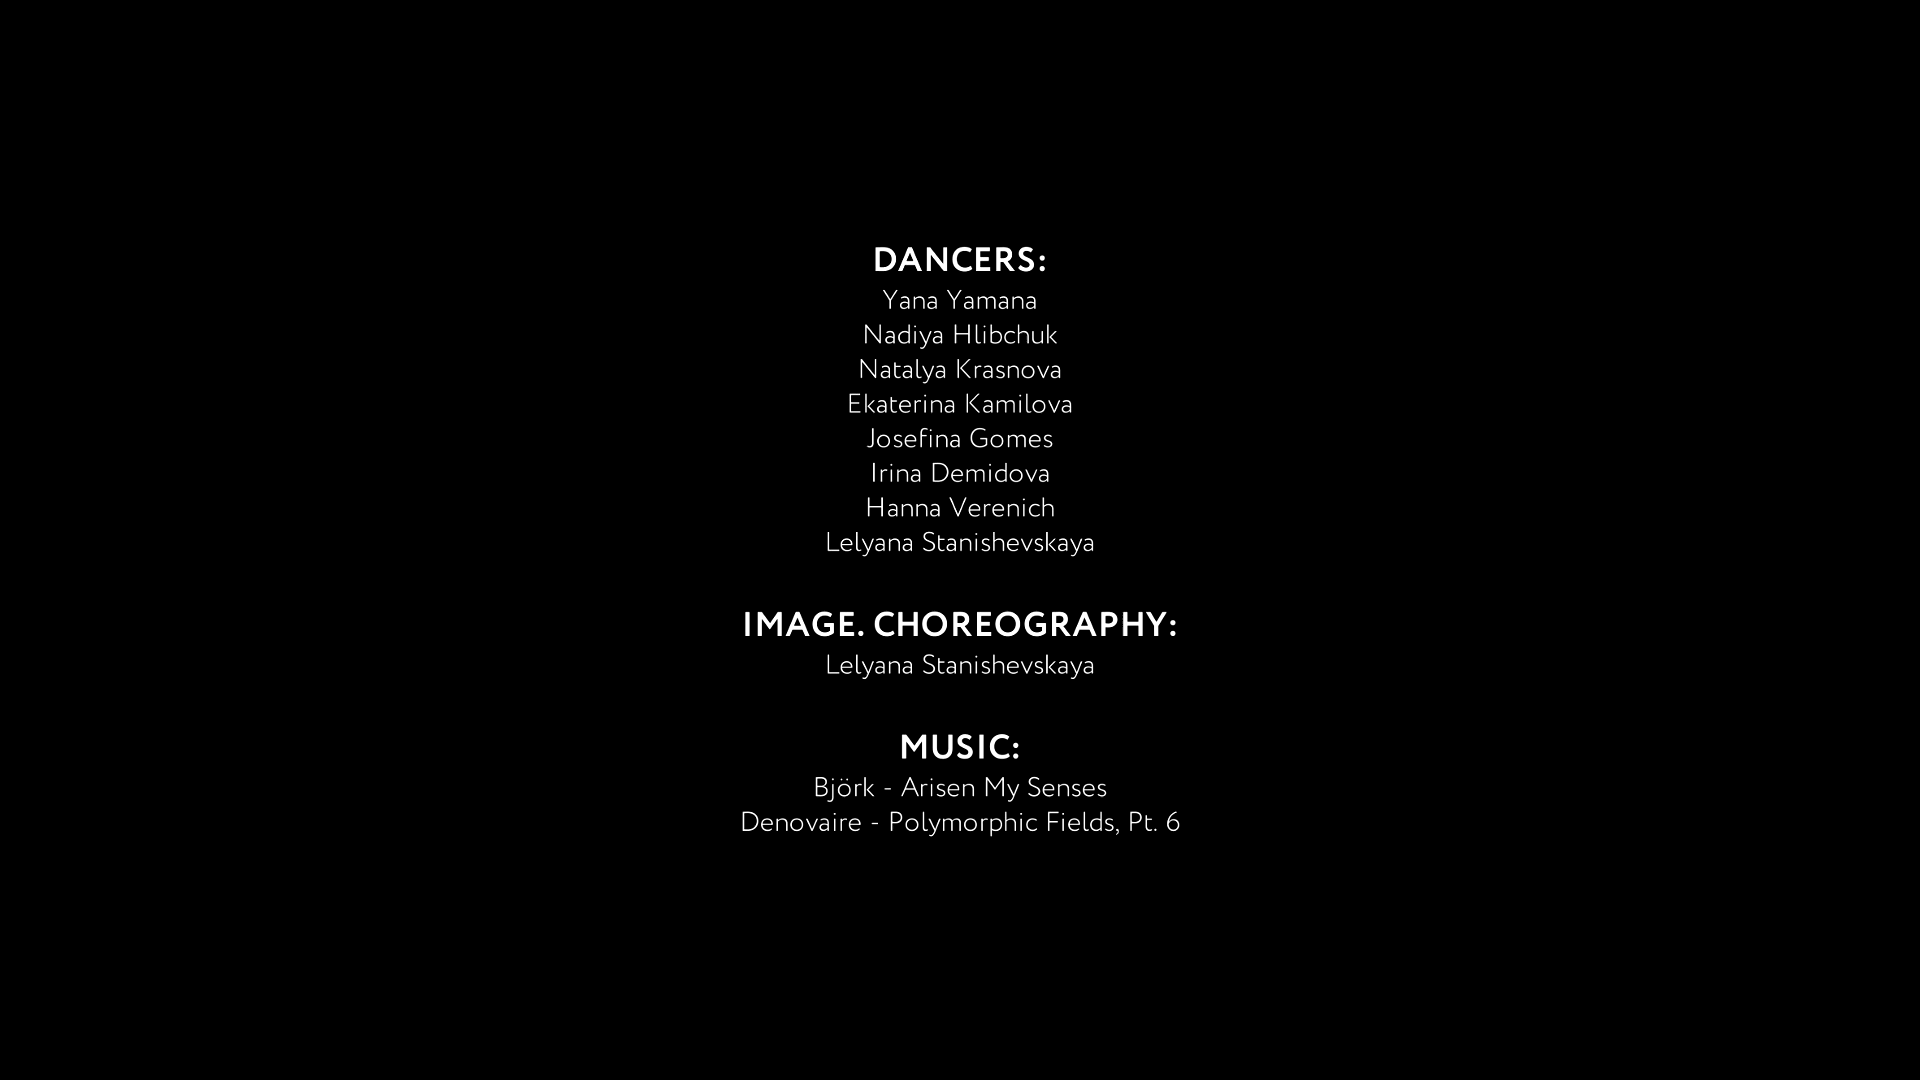 DANCERS:
Yana Yamana
Nadiya Hlibchuk
Natalya Krasnova
Ekaterina Kamilova
Josefina Gomes
Irina Demidova
Hanna Verenich
Lelyana Stanishevskaya
IMAGE. CHOREOGRAPHY:
Lelyana Stanishevskaya
MUSIC:
Björk - Arisen My Senses
Denovaire - Polymorphic Fields, Pt. 6